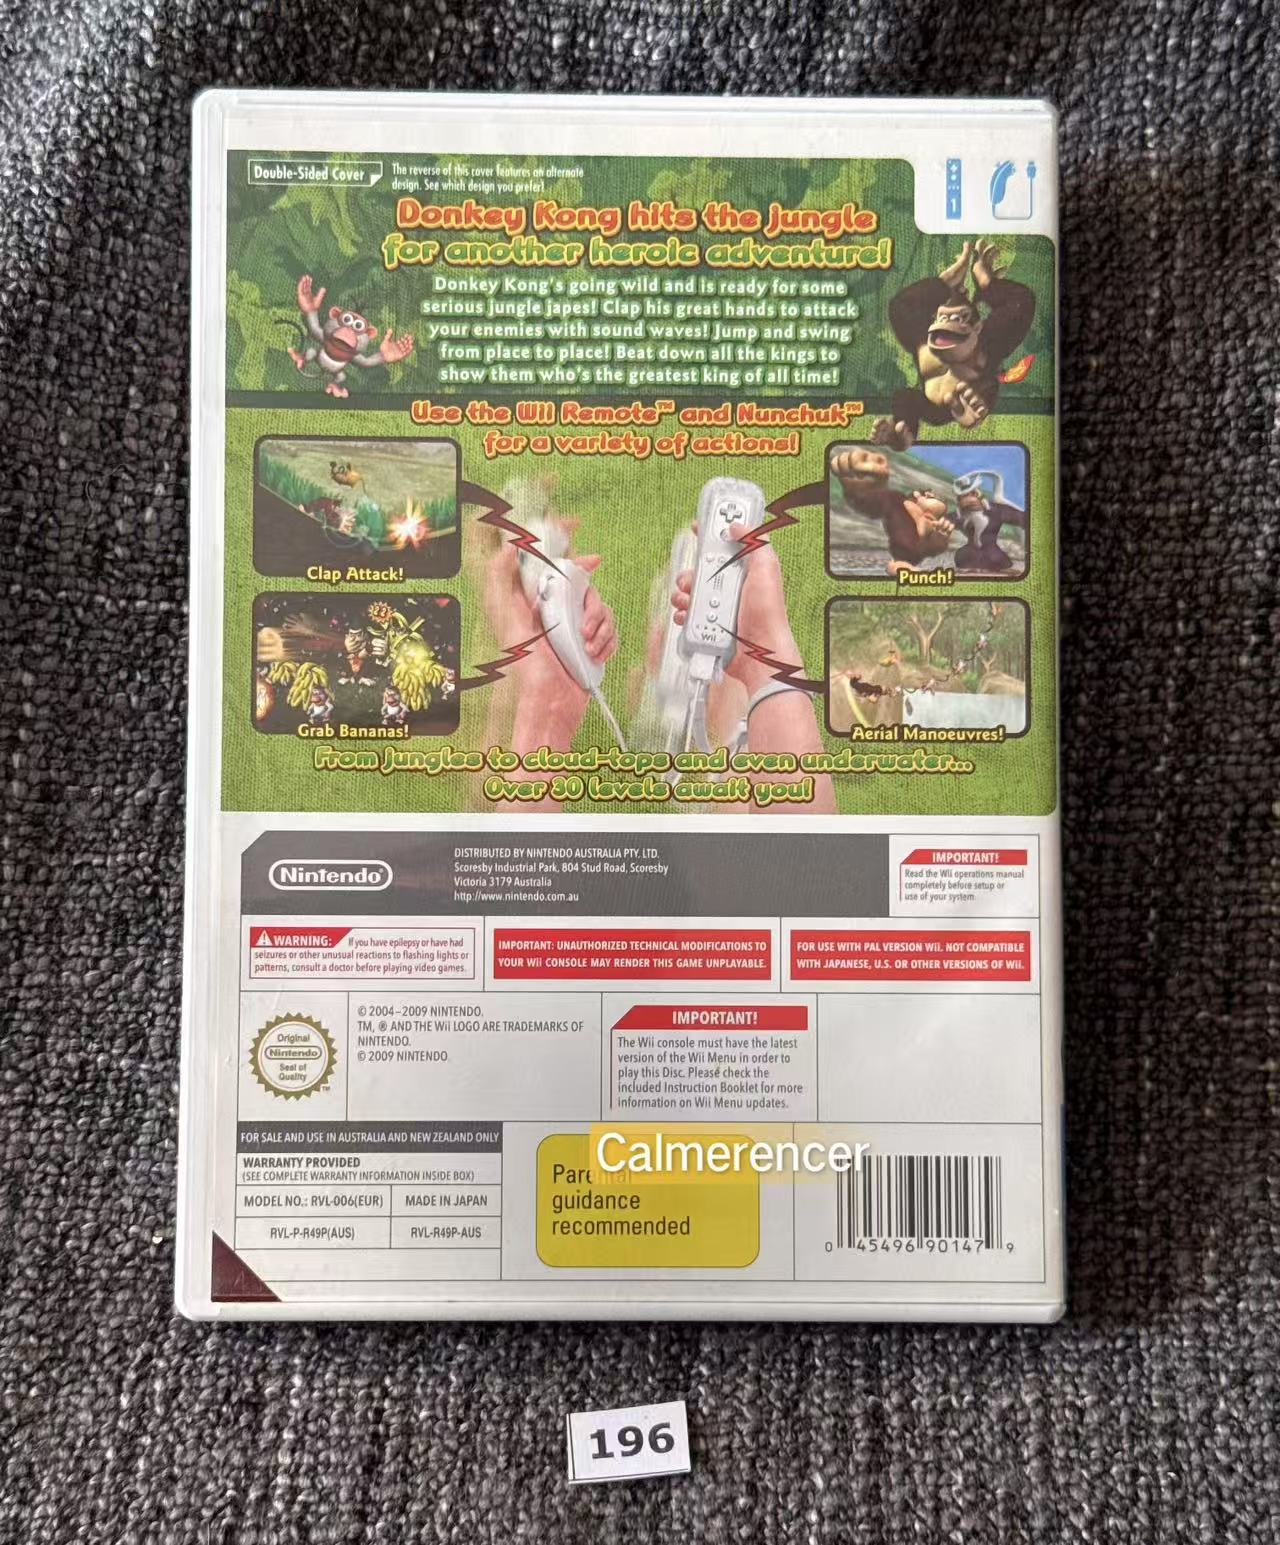 Double-Sided Cover
The reverse of this cover features an alternate
design. See which design you prefer!
1
Donkey Kong hits the jungle
for another heroic adventure!
Donkey Kong's going wild and is ready for some
serious jungle japes! Clap his great hands to attack
your enemies with sound waves! Jump and swing
from place to place! Beat down all the kings to
show them who's the greatest king of all time!
Use the Wii Remote™ and Nunchuk™
for a variety of actions!
Clap Attack!
Punch!
Wii
Grab Bananas!
Aerial Manoeuvres!
From jungles to cloud-tops and even underwater...
Over 30 levels await you!
Nintendo®
DISTRIBUTED BY NINTENDO AUSTRALIA PTY. LTD.
Scoresby Industrial Park, 804 Stud Road, Scoresby
Victoria 3179 Australia
http://www.nintendo.com.au
IMPORTANT!
Read the Wii operations manual
completely before setup or
use of your system.
WARNING: If you have epilepsy or have had
seizures or other unusual reactions to flashing lights or
patterns, consult a doctor before playing video games.
IMPORTANT: UNAUTHORIZED TECHNICAL MODIFICATIONS TO
YOUR Wii CONSOLE MAY RENDER THIS GAME UNPLAYABLE.
FOR USE WITH PAL VERSION Wii. NOT COMPATIBLE
WITH JAPANESE, U.S. OR OTHER VERSIONS OF Wii.
Original
Nintendo
Seal of
Quality
TM
© 2004–2009 NINTENDO.
TM, ® AND THE Wii LOGO ARE TRADEMARKS OF
NINTENDO.
© 2009 NINTENDO.
IMPORTANT!
The Wii console must have the latest
version of the Wii Menu in order to
play this Disc. Please check the
included Instruction Booklet for more
information on Wii Menu updates.
FOR SALE AND USE IN AUSTRALIA AND NEW ZEALAND ONLY
WARRANTY PROVIDED
(SEE COMPLETE WARRANTY INFORMATION INSIDE BOX)
MODEL NO.: RVL-006(EUR)
MADE IN JAPAN
RVL-P-R49P(AUS)
RVL-R49P-AUS
Calmerencer
Parental
guidance
recommended
0 45496 90147 9
196